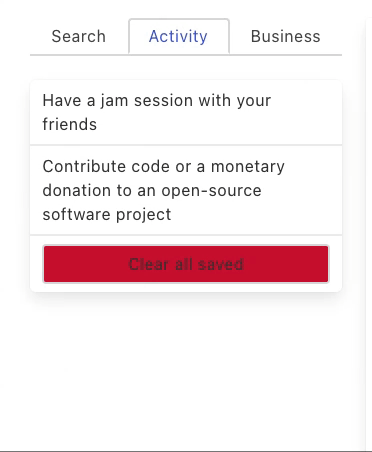 Search Activity Business
Have a jam session with your
friends
Contribute code or a monetary
donation to an open-source
software project
Clear all saved